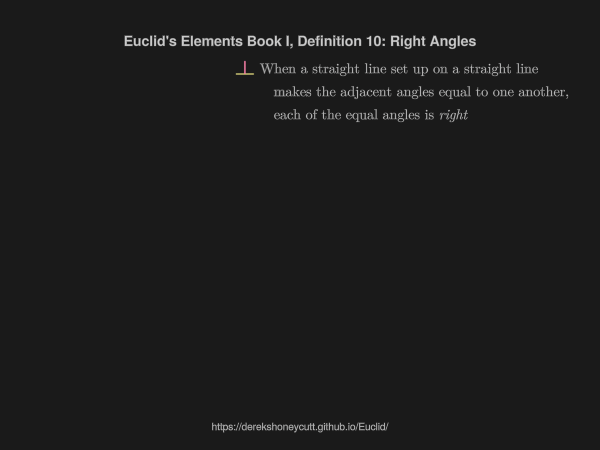 Euclid's Elements Book I, Definition 10: Right Angles
When a straight line set up on a straight line
makes the adjacent angles equal to one another,
each of the equal angles is right
https://derekshoneycutt.github.io/Euclid/